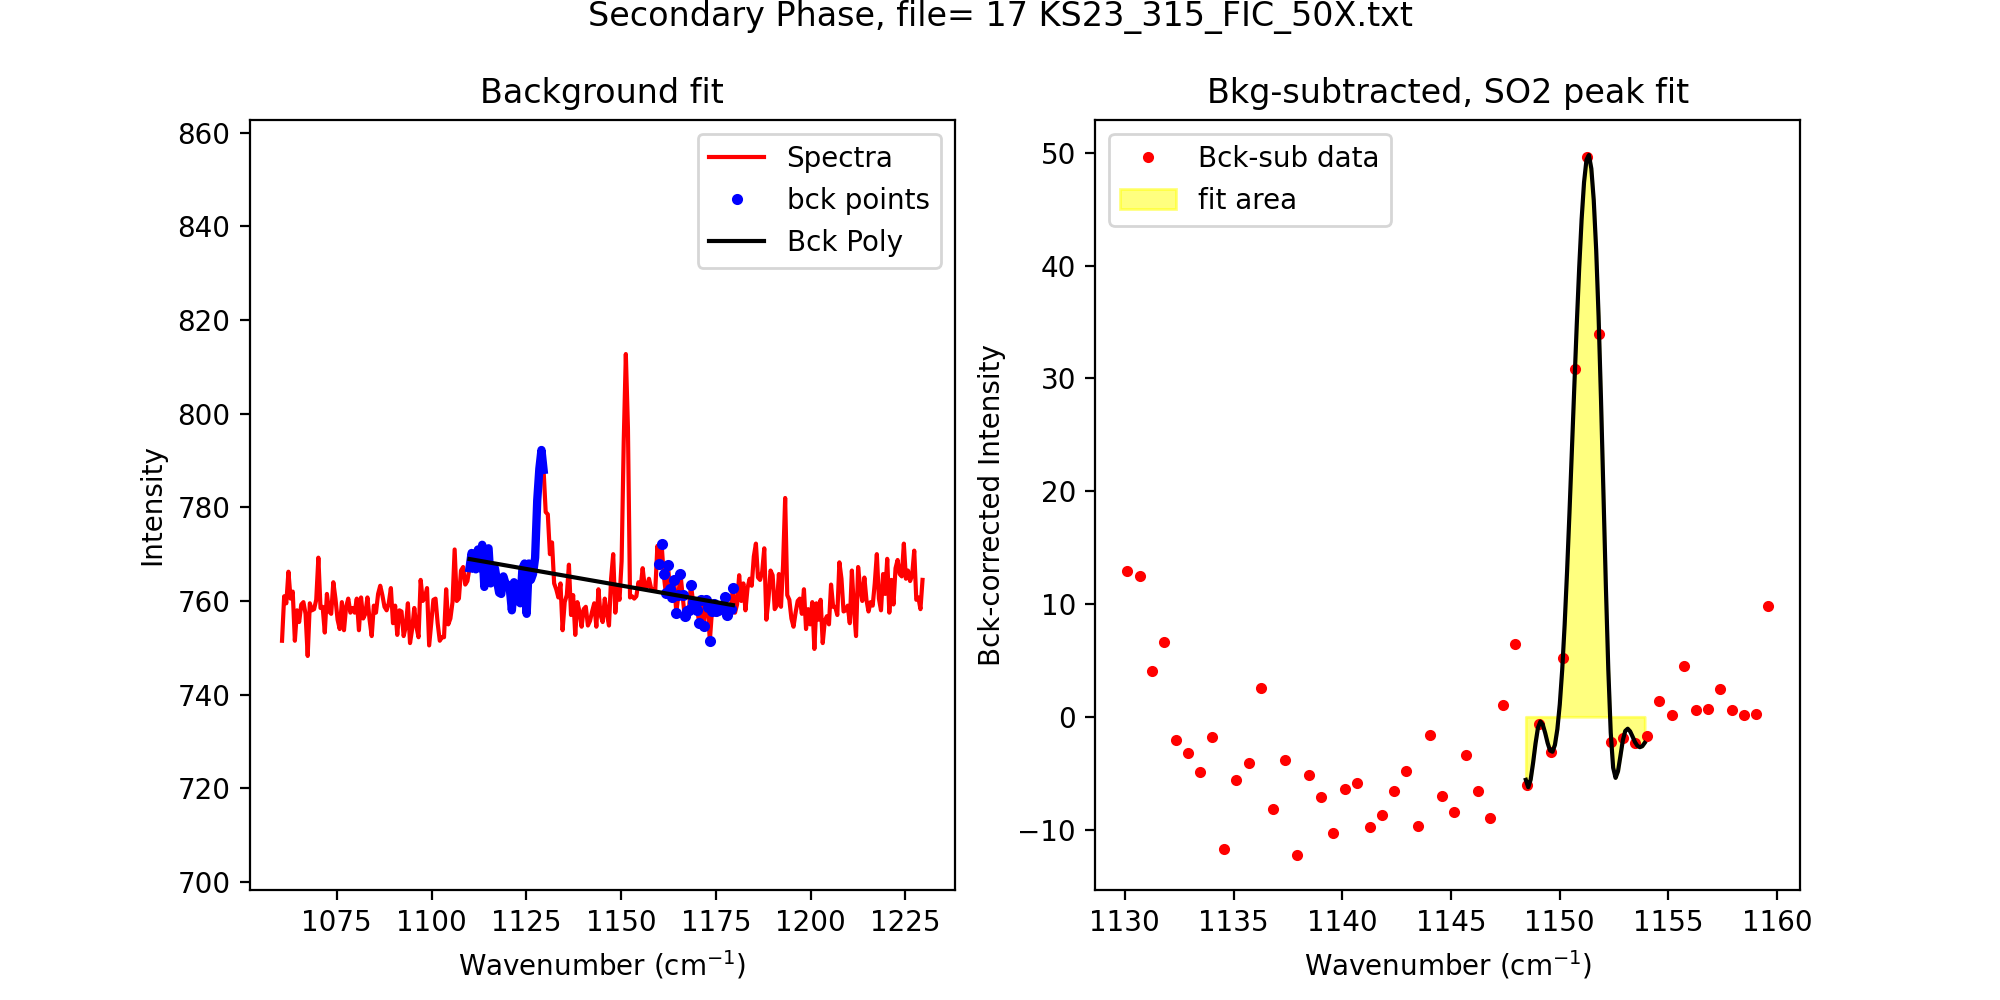 Secondary Phase, file= 17 KS23_315_FIC_50X.txt
Background fit
Intensity
860
840
820
800
780
760
740
720
700
Spectra
bck points
Bck Poly
1075 1100 1125 1150 1175 1200 1225
Wavenumber (cm⁻¹)
Bkg-subtracted, SO2 peak fit
Bck-corrected Intensity
50
40
30
20
10
0
−10
Bck-sub data
fit area
1130 1135 1140 1145 1150 1155 1160
Wavenumber (cm⁻¹)